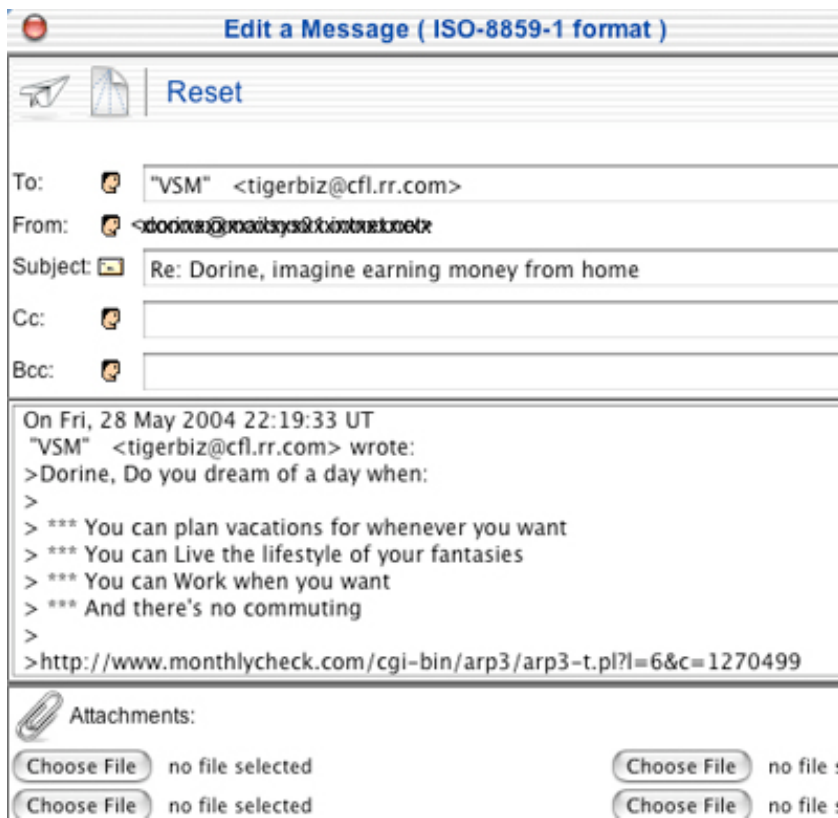 Edit a Message ( ISO-8859-1 format )
Reset
To: "VSM" <tigerbiz@cfl.rr.com>
From:
Subject: Re: Dorine, imagine earning money from home
Cc:
Bcc:
On Fri, 28 May 2004 22:19:33 UT
"VSM" <tigerbiz@cfl.rr.com> wrote:
>Dorine, Do you dream of a day when:
>
> *** You can plan vacations for whenever you want
> *** You can Live the lifestyle of your fantasies
> *** You can Work when you want
> *** And there's no commuting
>
>http://www.monthlycheck.com/cgi-bin/arp3/arp3-t.pl?l=6&c=1270499
Attachments:
Choose File no file selected Choose File no file s
Choose File no file selected Choose File no file s